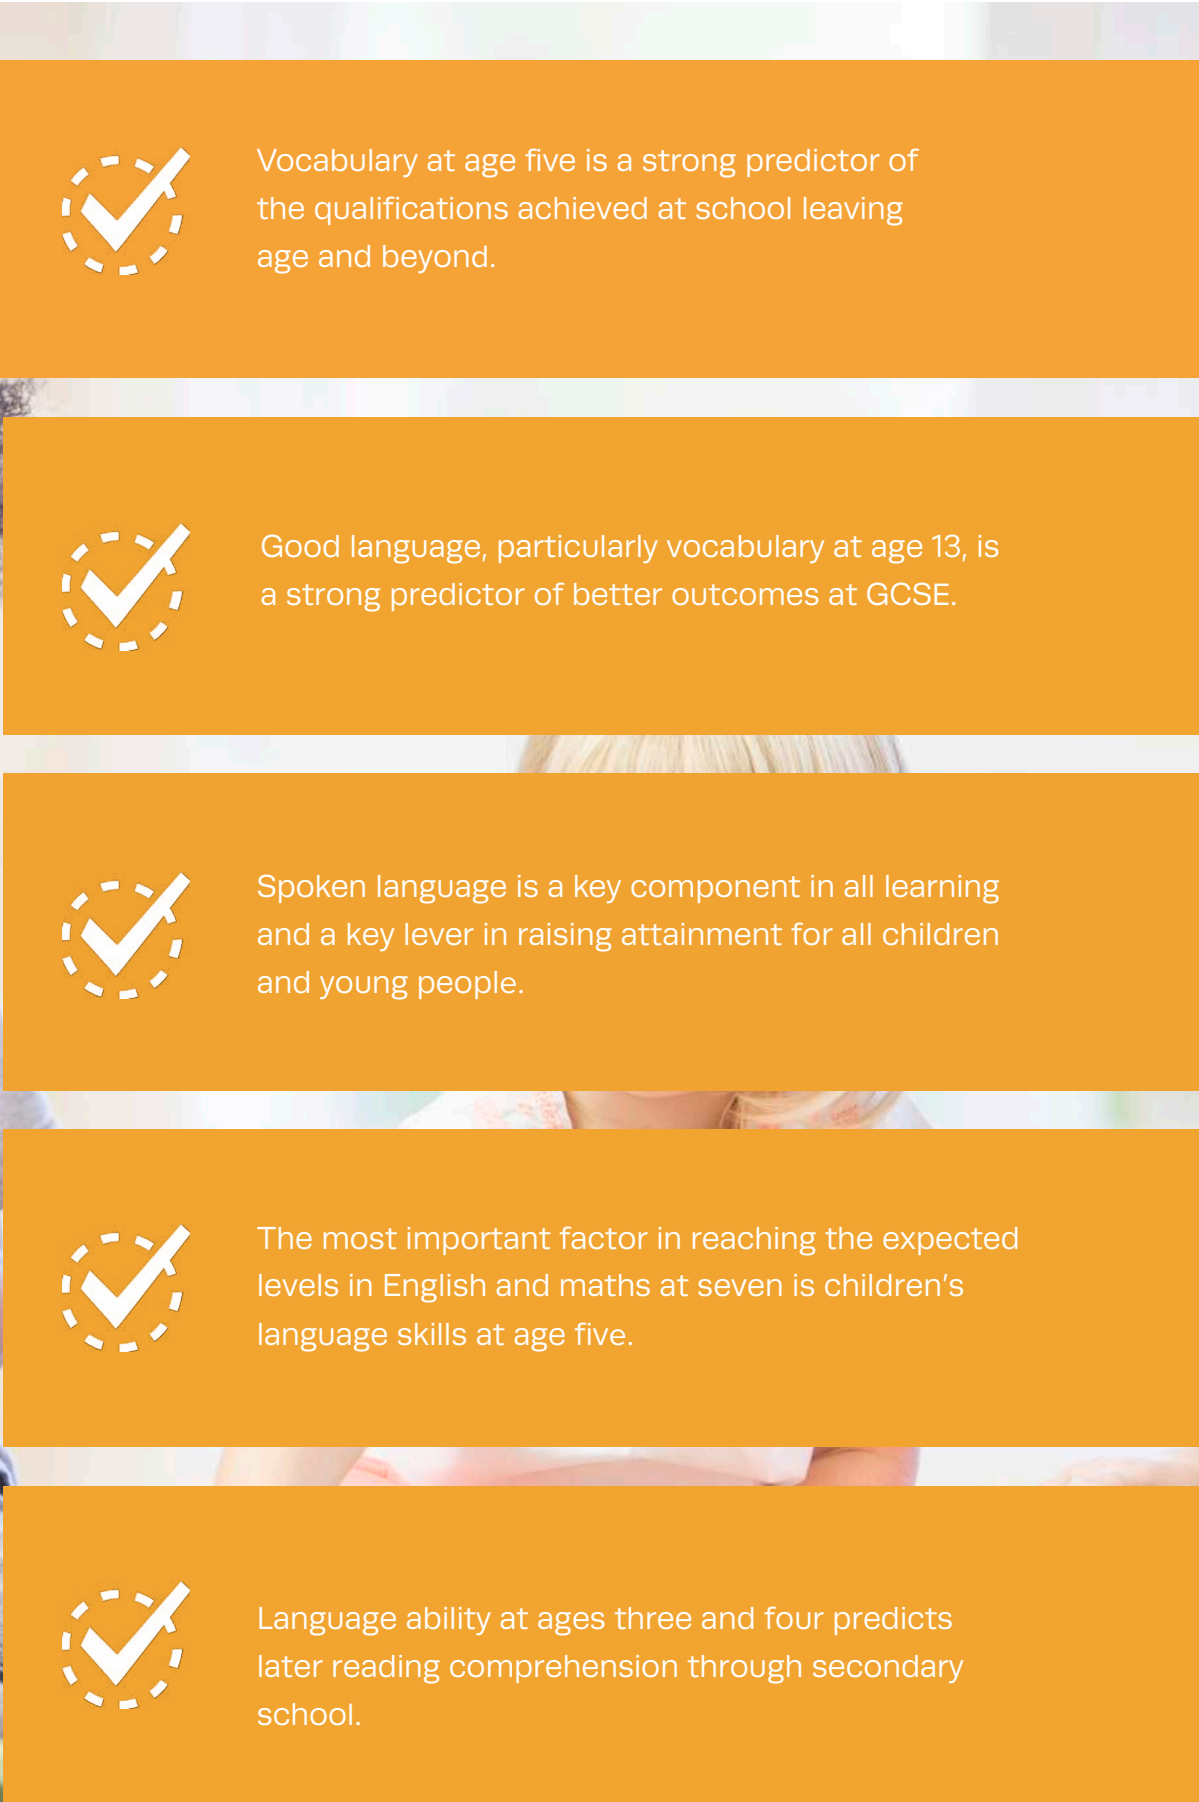 Vocabulary at age five is a strong predictor of
the qualifications achieved at school leaving
age and beyond.
Good language, particularly vocabulary at age 13, is
a strong predictor of better outcomes at GCSE.
Spoken language is a key component in all learning
and a key lever in raising attainment for all children
and young people.
The most important factor in reaching the expected
levels in English and maths at seven is children’s
language skills at age five.
Language ability at ages three and four predicts
later reading comprehension through secondary
school.